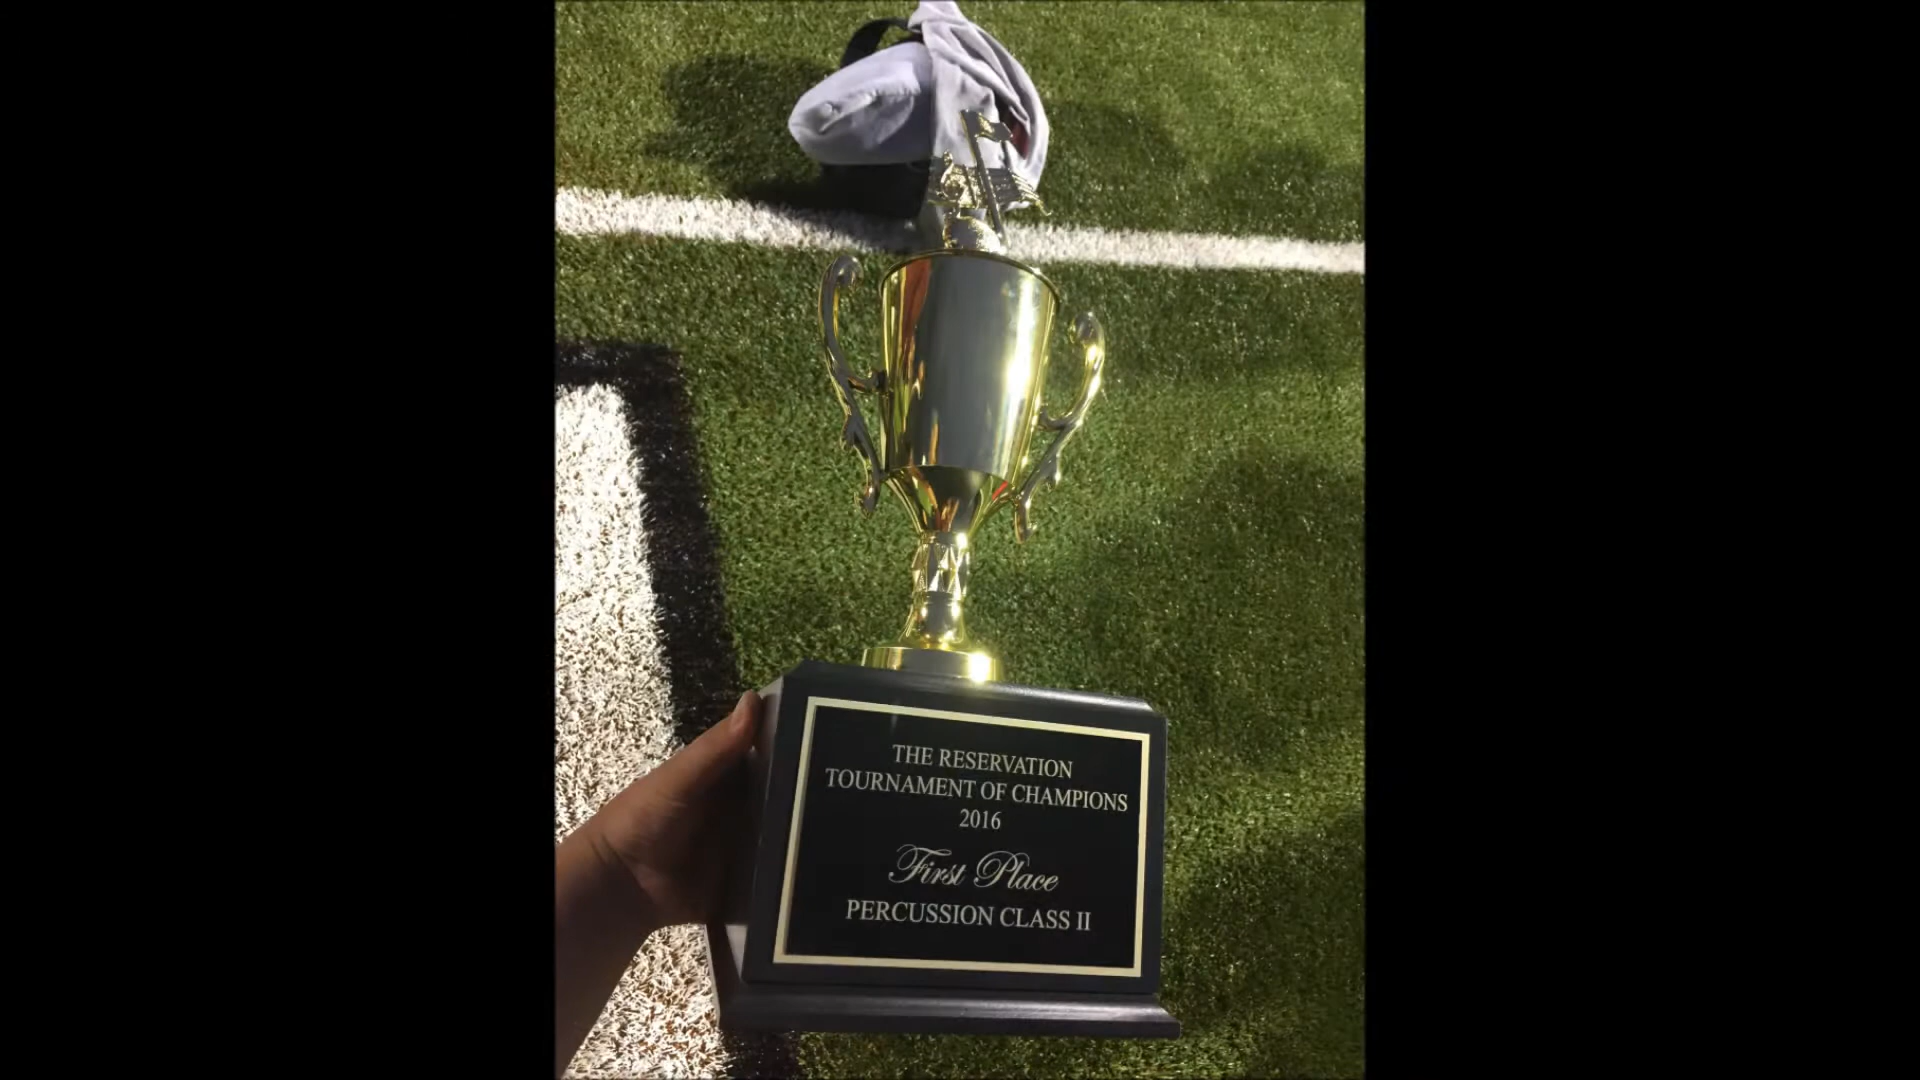 THE RESERVATION
TOURNAMENT OF CHAMPIONS
2016
First Place
PERCUSSION CLASS II